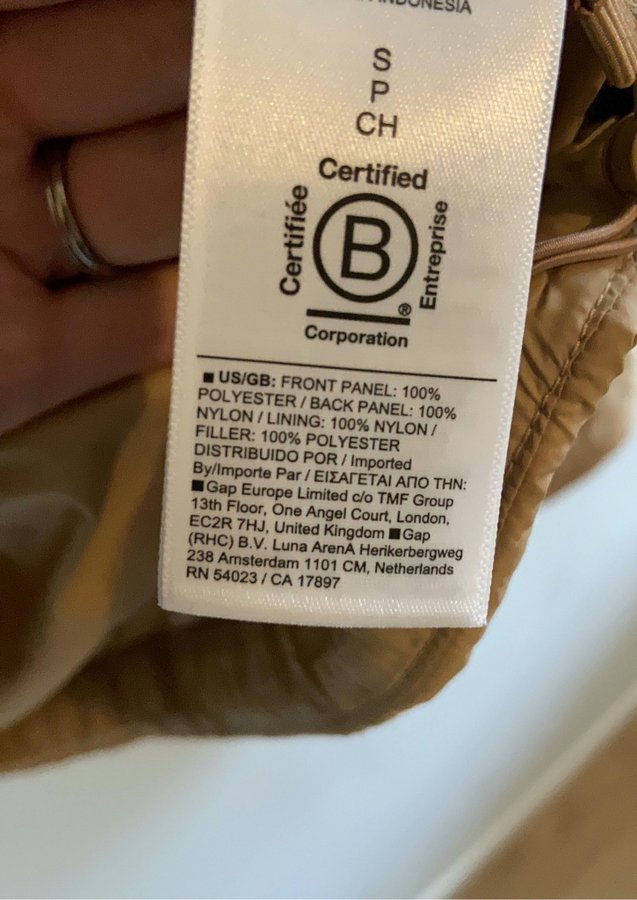 INDONESIA
S
P
CH
Certified
Certifiée
B
Entreprise
®
Corporation
■ US/GB: FRONT PANEL: 100%
POLYESTER / BACK PANEL: 100%
NYLON / LINING: 100% NYLON /
FILLER: 100% POLYESTER
DISTRIBUIDO POR / Imported
By/Importe Par / ΕΙΣΑΓΕΤΑΙ ΑΠΟ ΤΗΝ:
■Gap Europe Limited c/o TMF Group
13th Floor, One Angel Court, London,
EC2R 7HJ, United Kingdom ■Gap
(RHC) B.V. Luna ArenA Herikerbergweg
238 Amsterdam 1101 CM, Netherlands
RN 54023 / CA 17897